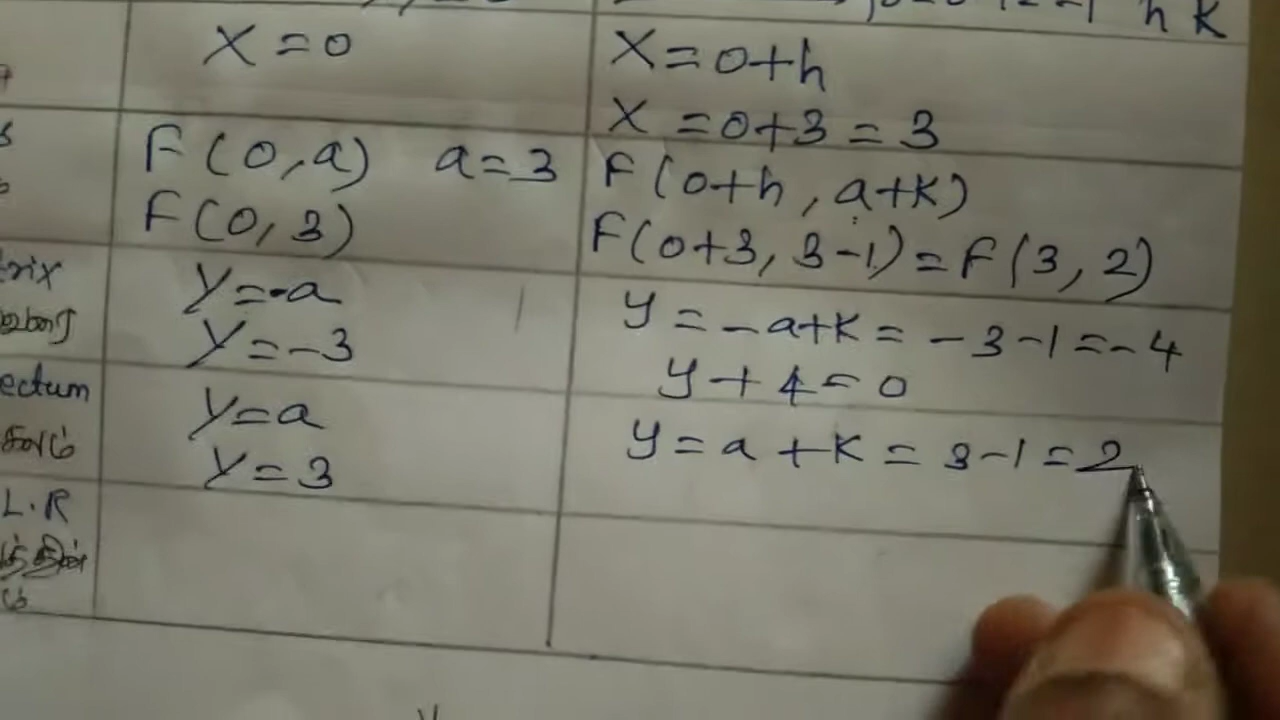 h K
X = 0
X = 0+h
X = 0+3 = 3
F(0,a) a=3
F(0+h, a+K)
F(0,3)
F(0+3, 3-1) = F(3,2)
Y = -a
y = -a+K = -3-1 = -4
Y = -3
y + 4 = 0
ectum
Y = a
y = a + K = 3-1 = 2
Y = 3
L.R